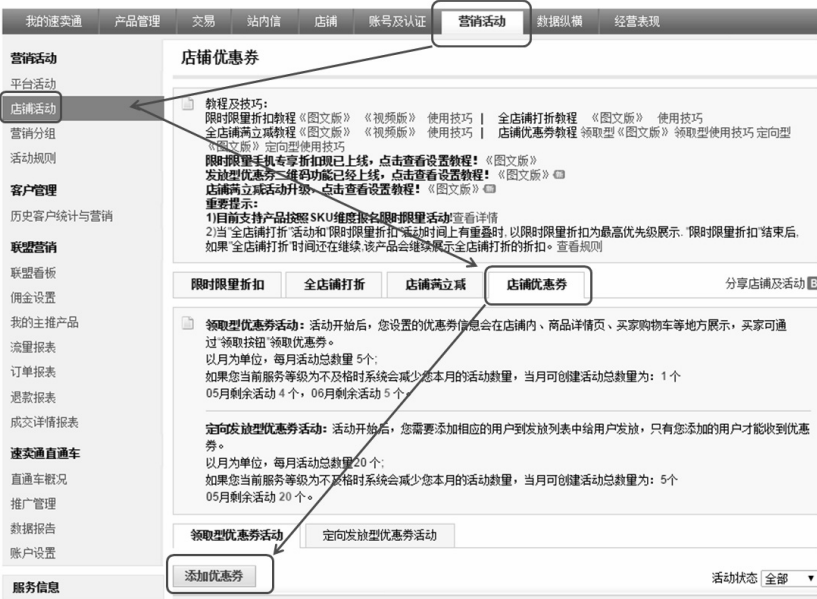 我的速卖通 产品管理 交易 站内信 店铺 账号及认证 营销活动 数据纵横 经营表现
营销活动
平台活动
店铺活动
营销分组
活动规则
客户管理
历史客户统计与营销
联盟营销
联盟看板
佣金设置
我的主推产品
流量报表
订单报表
退款报表
成交详情报表
速卖通直通车
直通车概况
推广管理
数据报告
账户设置
服务信息
店铺优惠券
教程及技巧：
限时限量折扣教程《图文版》 《视频版》 使用技巧 | 全店铺打折教程 《图文版》 使用技巧
全店铺满立减教程《图文版》 《视频版》 使用技巧 | 店铺优惠券教程 领取型《图文版》领取型使用技巧 定向型
《图文版》定向型使用技巧
限时限量手机专享折扣现已上线，点击查看设置教程！《图文版》
发放型优惠券二维码功能已经上线，点击查看设置教程！《图文版》
店铺满立减活动升级，点击查看设置教程！《图文版》
重要提示：
1)目前支持产品按照SKU维度报名限时限量活动!查看详情
2)当"全店铺打折"活动和"限时限量折扣"活动时间上有重叠时, 以限时限量折扣为最高优先级展示. "限时限量折扣"结束后,
如果"全店铺打折"时间还在继续,该产品会继续展示全店铺打折的折扣。查看规则
限时限量折扣 全店铺打折 店铺满立减 店铺优惠券 分享店铺及活动
领取型优惠券活动：活动开始后，您设置的优惠券信息会在店铺内、商品详情页、买家购物车等地方展示，买家可通
过"领取按钮"领取优惠券。
以月为单位，每月活动总数量 5个;
如果您当前服务等级为不及格时系统会减少您本月的活动数量，当月可创建活动总数量为：1 个
05月剩余活动 4 个，06月剩余活动 5 个。
定向发放型优惠券活动：活动开始后，您需要添加相应的用户到发放列表中给用户发放，只有您添加的用户才能收到优惠
券。
以月为单位，每月活动总数量20 个;
如果您当前服务等级为不及格时系统会减少您本月的活动数量，当月可创建活动总数量为：5个
05月剩余活动 20 个。
领取型优惠券活动 定向发放型优惠券活动
添加优惠券 活动状态 全部